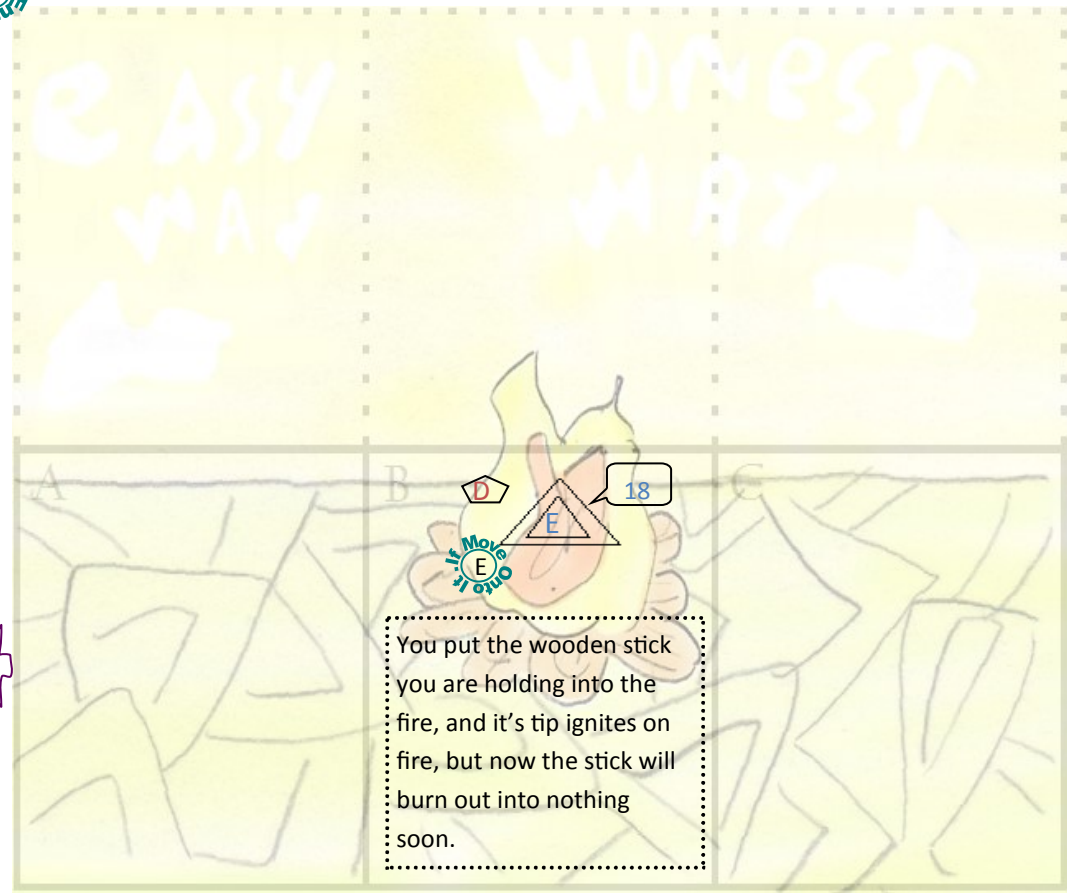 eASY
WAY
HONeST
WAY
A
B
C
D
18
E
If Move Onto It
E
You put the wooden stick
you are holding into the
fire, and it’s tip ignites on
fire, but now the stick will
burn out into nothing
soon.